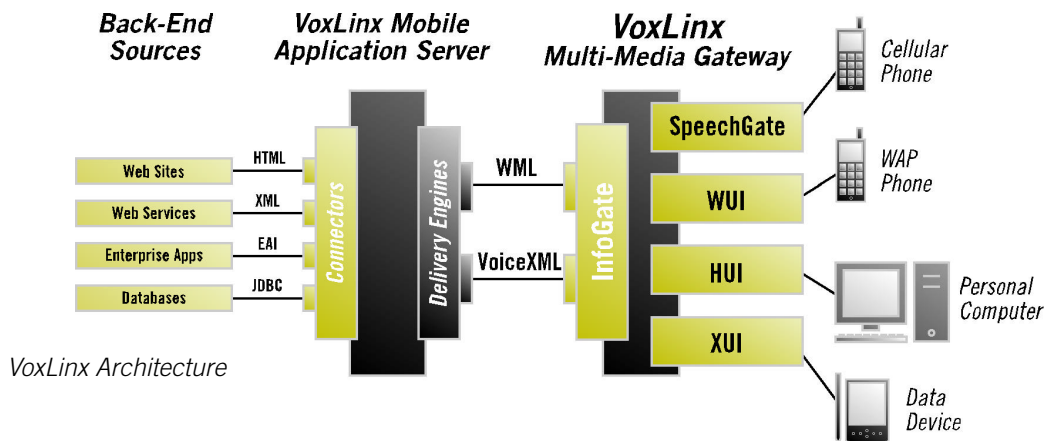 Back-End
Sources
VoxLinx Mobile
Application Server
VoxLinx
Multi-Media Gateway
Cellular
Phone
SpeechGate
HTML
Web Sites
WML
WAP
Phone
XML
Web Services
WUI
Connectors
Delivery Engines
InfoGate
EAI
Enterprise Apps
VoiceXML
HUI
JDBC
Databases
Personal
Computer
XUI
VoxLinx Architecture
Data
Device